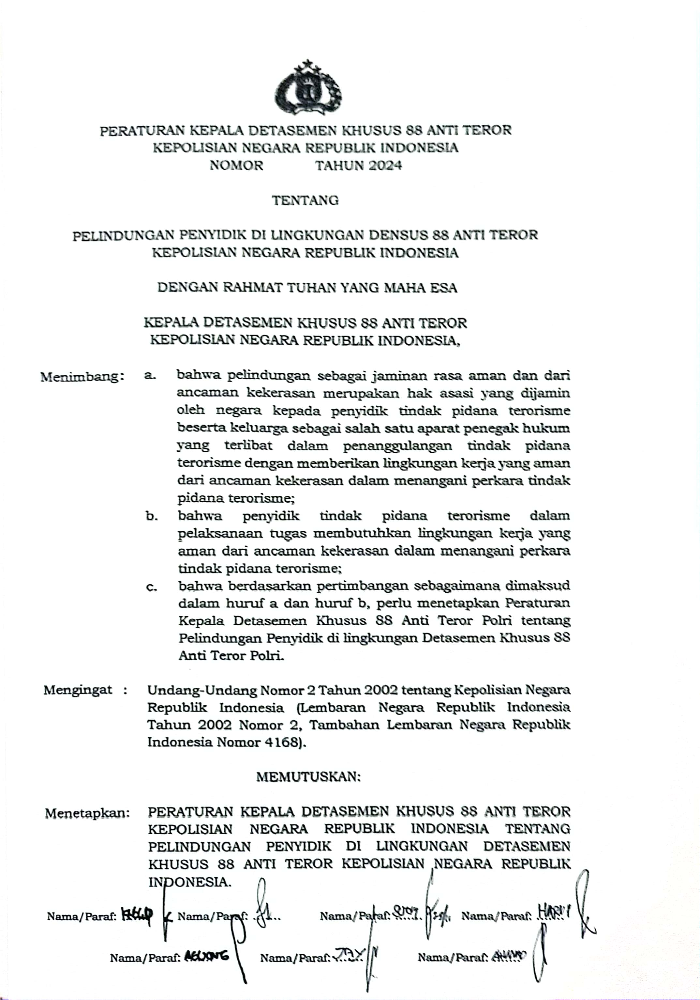 PERATURAN KEPALA DETASEMEN KHUSUS 88 ANTI TEROR
KEPOLISIAN NEGARA REPUBLIK INDONESIA
NOMOR TAHUN 2024
TENTANG
PELINDUNGAN PENYIDIK DI LINGKUNGAN DENSUS 88 ANTI TEROR
KEPOLISIAN NEGARA REPUBLIK INDONESIA
DENGAN RAHMAT TUHAN YANG MAHA ESA
KEPALA DETASEMEN KHUSUS 88 ANTI TEROR
KEPOLISIAN NEGARA REPUBLIK INDONESIA,
Menimbang: a. bahwa pelindungan sebagai jaminan rasa aman dan dari
ancaman kekerasan merupakan hak asasi yang dijamin
oleh negara kepada penyidik tindak pidana terorisme
beserta keluarga sebagai salah satu aparat penegak hukum
yang terlibat dalam penanggulangan tindak pidana
terorisme dengan memberikan lingkungan kerja yang aman
dari ancaman kekerasan dalam menangani perkara tindak
pidana terorisme;
b. bahwa penyidik tindak pidana terorisme dalam
pelaksanaan tugas membutuhkan lingkungan kerja yang
aman dari ancaman kekerasan dalam menangani perkara
tindak pidana terorisme;
c. bahwa berdasarkan pertimbangan sebagaimana dimaksud
dalam huruf a dan huruf b, perlu menetapkan Peraturan
Kepala Detasemen Khusus 88 Anti Teror Polri tentang
Pelindungan Penyidik di lingkungan Detasemen Khusus 88
Anti Teror Polri.
Mengingat : Undang-Undang Nomor 2 Tahun 2002 tentang Kepolisian Negara
Republik Indonesia (Lembaran Negara Republik Indonesia
Tahun 2002 Nomor 2, Tambahan Lembaran Negara Republik
Indonesia Nomor 4168).
MEMUTUSKAN:
Menetapkan: PERATURAN KEPALA DETASEMEN KHUSUS 88 ANTI TEROR
KEPOLISIAN NEGARA REPUBLIK INDONESIA TENTANG
PELINDUNGAN PENYIDIK DI LINGKUNGAN DETASEMEN
KHUSUS 88 ANTI TEROR KEPOLISIAN NEGARA REPUBLIK
INDONESIA.
Nama/Paraf: Nama/Paraf: Nama/Paraf: Nama/Paraf:
Nama/Paraf: Nama/Paraf: Nama/Paraf: